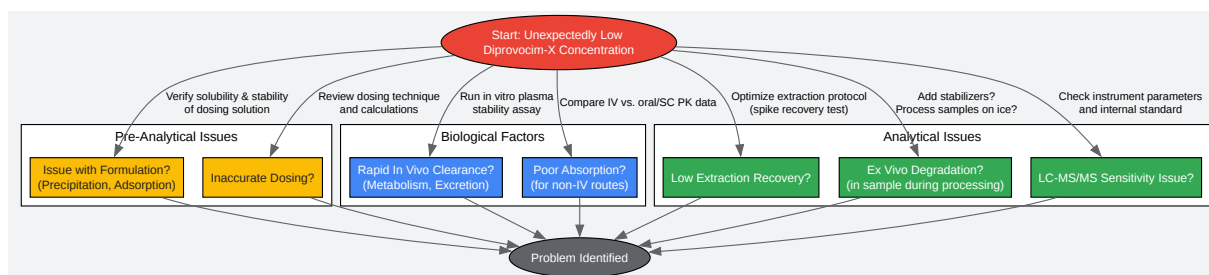 Start: Unexpectedly Low
Diprovocim-X Concentration
Verify solubility & stability
of dosing solution
Review dosing technique
and calculations
Run in vitro plasma
stability assay
Compare IV vs. oral/SC PK data
Optimize extraction protocol
(spike recovery test)
Add stabilizers?
Process samples on ice?
Check instrument parameters
and internal standard
Pre-Analytical Issues
Issue with Formulation?
(Precipitation, Adsorption)
Inaccurate Dosing?
Biological Factors
Rapid In Vivo Clearance?
(Metabolism, Excretion)
Poor Absorption?
(for non-IV routes)
Analytical Issues
Low Extraction Recovery?
Ex Vivo Degradation?
(in sample during processing)
LC-MS/MS Sensitivity Issue?
Problem Identified